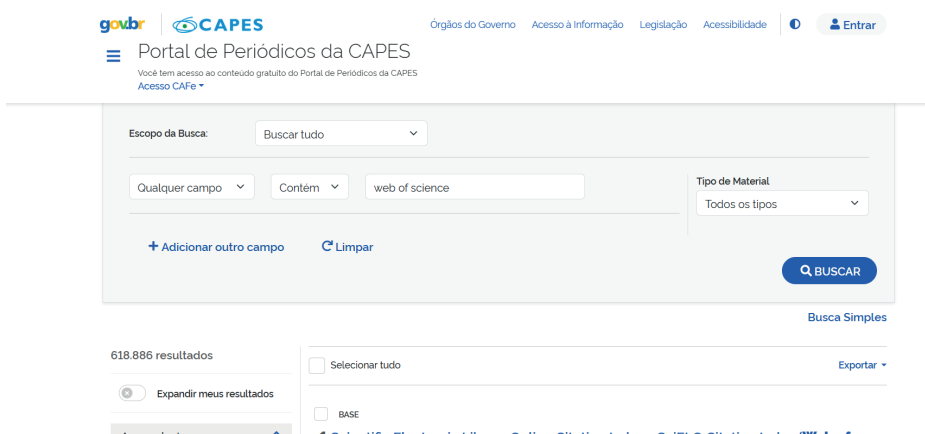 gov.br
CAPES
Órgãos do Governo Acesso à Informação Legislação Acessibilidade Entrar
Portal de Periódicos da CAPES
Você tem acesso ao conteúdo gratuito do Portal de Periódicos da CAPES
Acesso CAFe
Escopo da Busca: Buscar tudo
Qualquer campo Contém web of science
Tipo de Material
Todos os tipos
+ Adicionar outro campo Limpar
BUSCAR
Busca Simples
618.886 resultados
Selecionar tudo Exportar
Expandir meus resultados
BASE